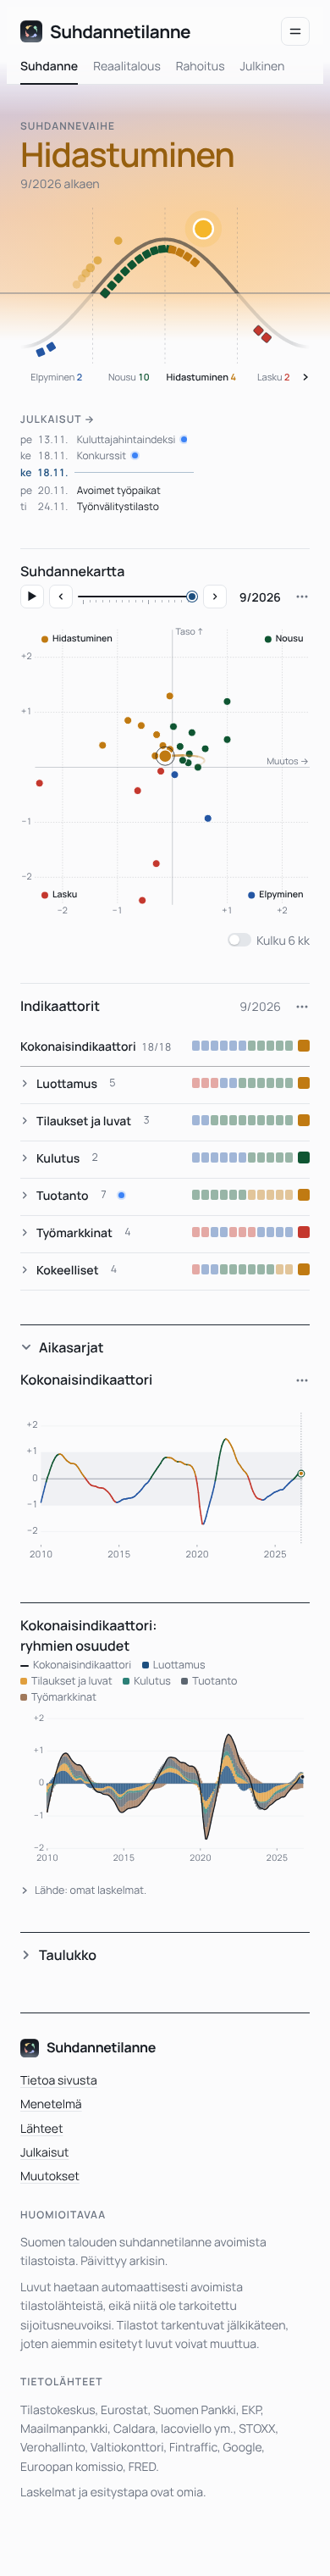 Suhdannetilanne
Suhdanne Reaalitalous Rahoitus Julkinen
SUHDANNEVAIHE
Hidastuminen
9/2026 alkaen
Elpyminen 2 Nousu 10 Hidastuminen 4 Lasku 2
JULKAISUT →
pe 13.11. Kuluttajahintaindeksi
ke 18.11. Konkurssit
ke 18.11.
pe 20.11. Avoimet työpaikat
ti 24.11. Työnvälitystilasto
Suhdannekartta
9/2026 ···
Taso ↑
Hidastuminen Nousu
+2
+1
Muutos →
−1
−2
Lasku Elpyminen
−2 −1 +1 +2
Kulku 6 kk
Indikaattorit 9/2026 ···
Kokonaisindikaattori 18/18
Luottamus 5
Tilaukset ja luvat 3
Kulutus 2
Tuotanto 7
Työmarkkinat 4
Kokeelliset 4
Aikasarjat
Kokonaisindikaattori ···
+2
+1
0
−1
−2
2010 2015 2020 2025
Kokonaisindikaattori:
ryhmien osuudet
Kokonaisindikaattori Luottamus
Tilaukset ja luvat Kulutus Tuotanto
Työmarkkinat
+2
+1
0
−1
−2
2010 2015 2020 2025
Lähde: omat laskelmat.
Taulukko
Suhdannetilanne
Tietoa sivusta
Menetelmä
Lähteet
Julkaisut
Muutokset
HUOMIOITAVAA
Suomen talouden suhdannetilanne avoimista
tilastoista. Päivittyy arkisin.
Luvut haetaan automaattisesti avoimista
tilastolähteistä, eikä niitä ole tarkoitettu
sijoitusneuvoiksi. Tilastot tarkentuvat jälkikäteen,
joten aiemmin esitetyt luvut voivat muuttua.
TIETOLÄHTEET
Tilastokeskus, Eurostat, Suomen Pankki, EKP,
Maailmanpankki, Caldara, Iacoviello ym., STOXX,
Verohallinto, Valtiokonttori, Fintraffic, Google,
Euroopan komissio, FRED.
Laskelmat ja esitystapa ovat omia.